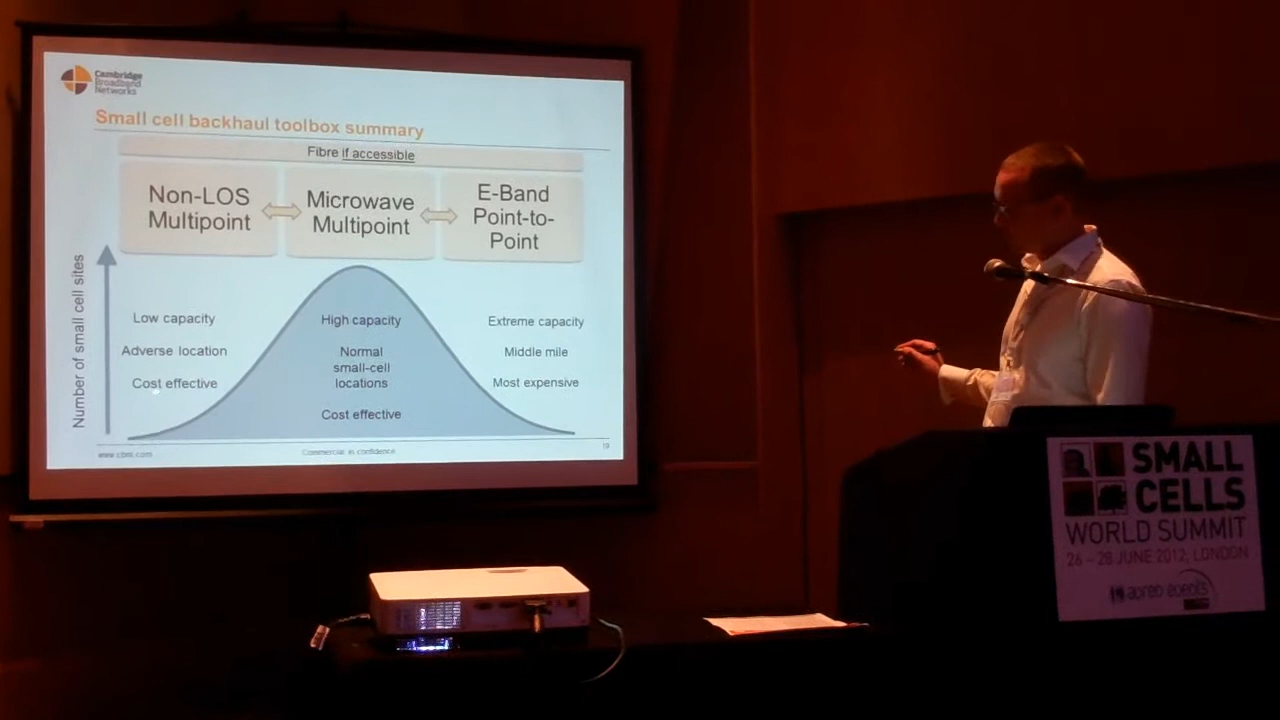 Cambridge
Broadband
Networks
Small cell backhaul toolbox summary
Fibre if accessible
Non-LOS
Multipoint
Microwave
Multipoint
E-Band
Point-to-
Point
Number of small cell sites
Low capacity
Adverse location
Cost effective
High capacity
Normal
small-cell
locations
Cost effective
Extreme capacity
Middle mile
Most expensive
www.cbnl.com
Commercial in confidence
19
SMALL
CELLS
WORLD SUMMIT
26 - 28 JUNE 2012, LONDON
avren events